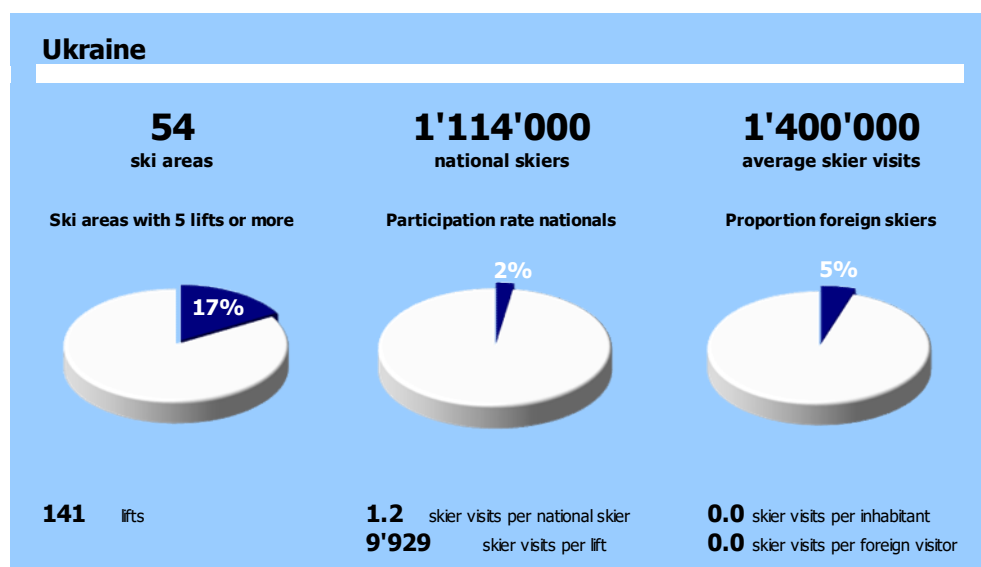 Ukraine
54
ski areas
1'114'000
national skiers
1'400'000
average skier visits
Ski areas with 5 lifts or more
Participation rate nationals
Proportion foreign skiers
17%
2%
5%
141 lifts
1.2 skier visits per national skier
9'929 skier visits per lift
0.0 skier visits per inhabitant
0.0 skier visits per foreign visitor